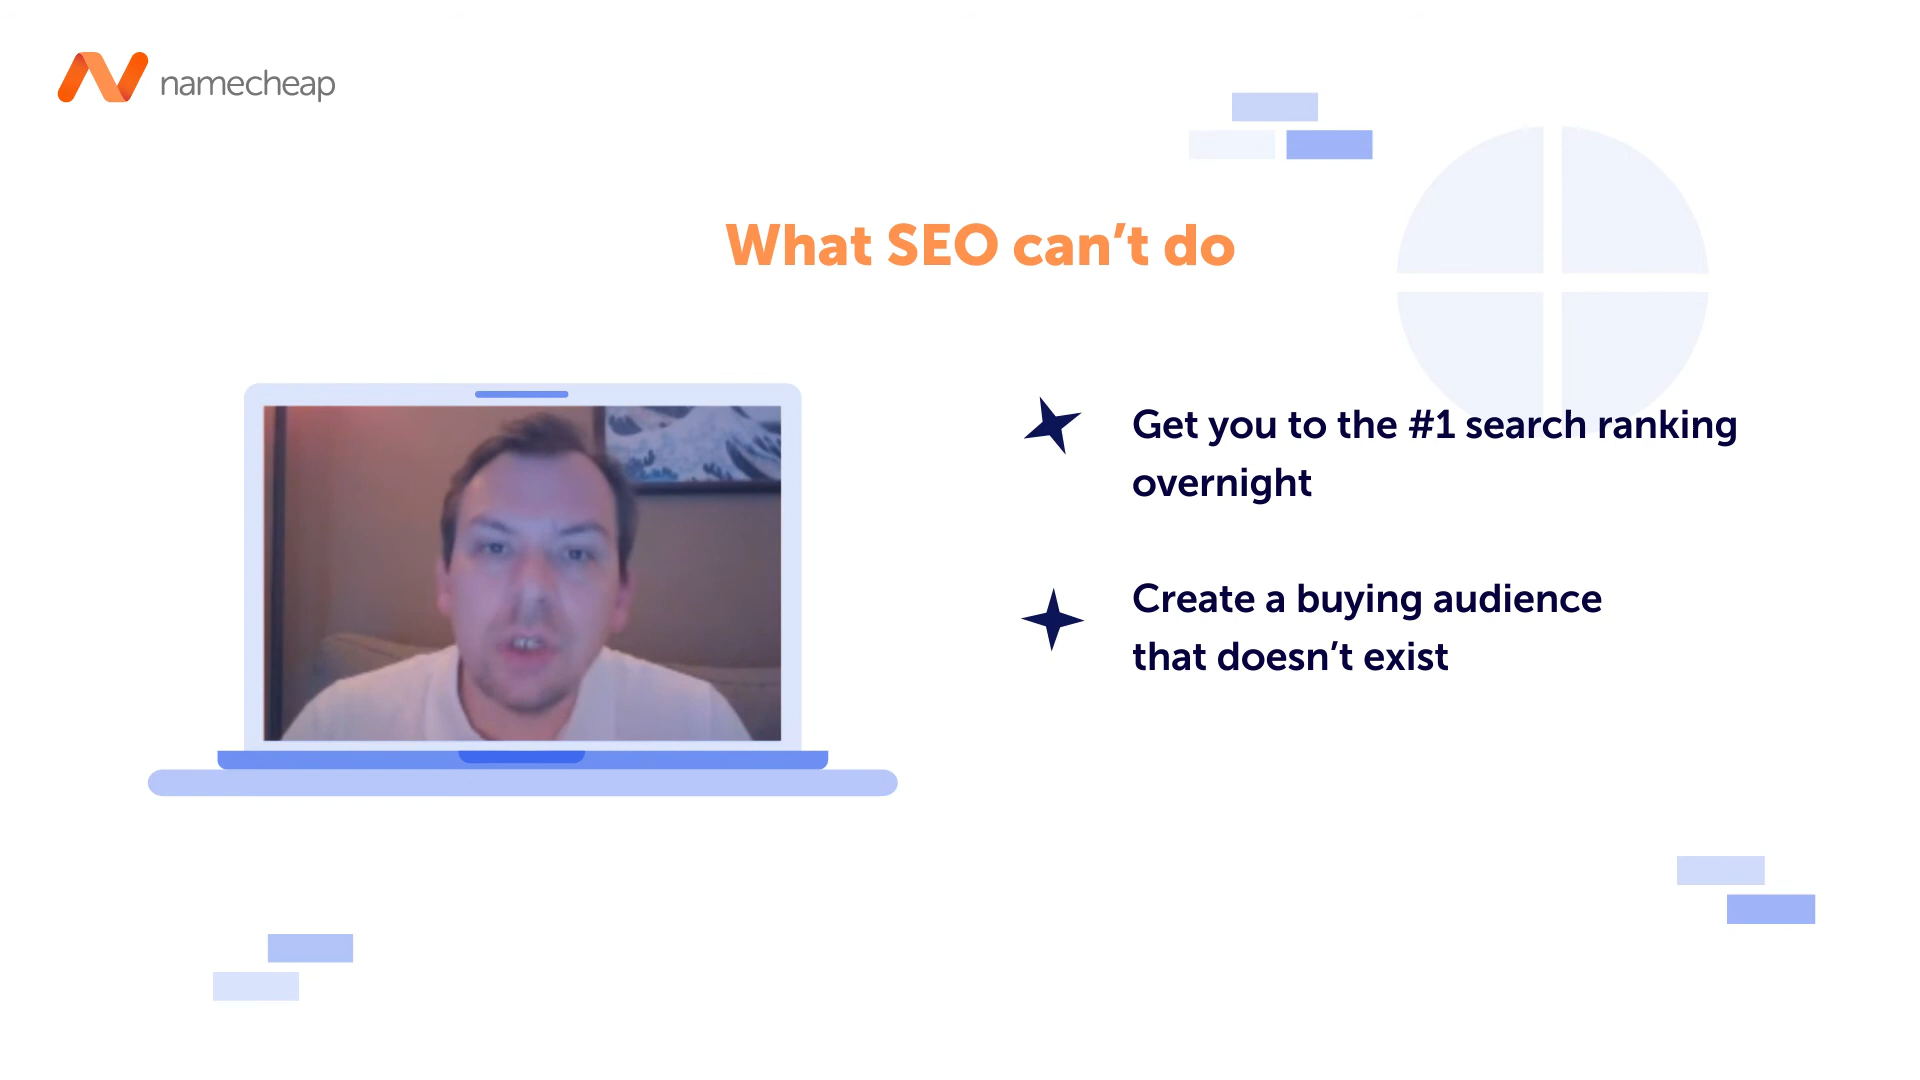 namecheap
What SEO can’t do
Get you to the #1 search ranking
overnight
Create a buying audience
that doesn’t exist